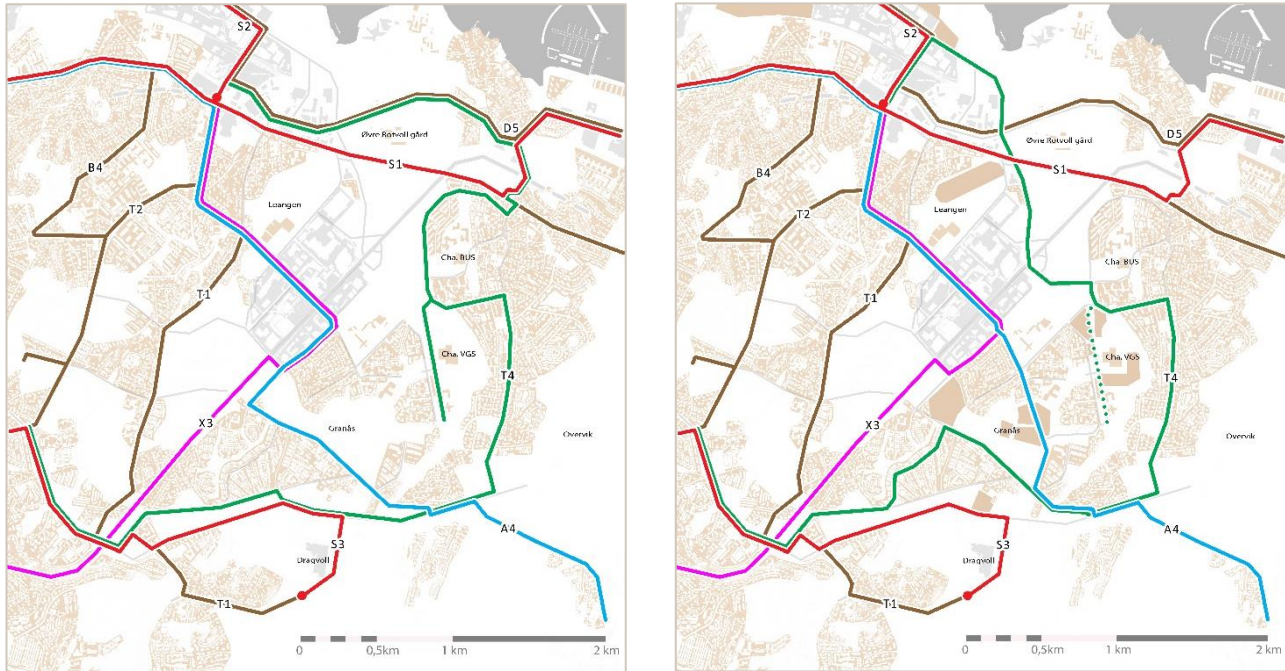 S2
D5
Øvre Rotvoll gård
S1
B4
T2
Leangen
Cha. BUS
T1
Cha. VGS
T4
X3
Granås
Overvik
A4
S3
Dragvoll
T1
0 0,5km 1 km 2 km
S2
D5
Øvre Rotvoll gård
S1
B4
T2
Leangen
Cha. BUS
T1
Cha. VGS
T4
X3
Granås
Overvik
A4
S3
Dragvoll
T1
0 0,5km 1 km 2 km